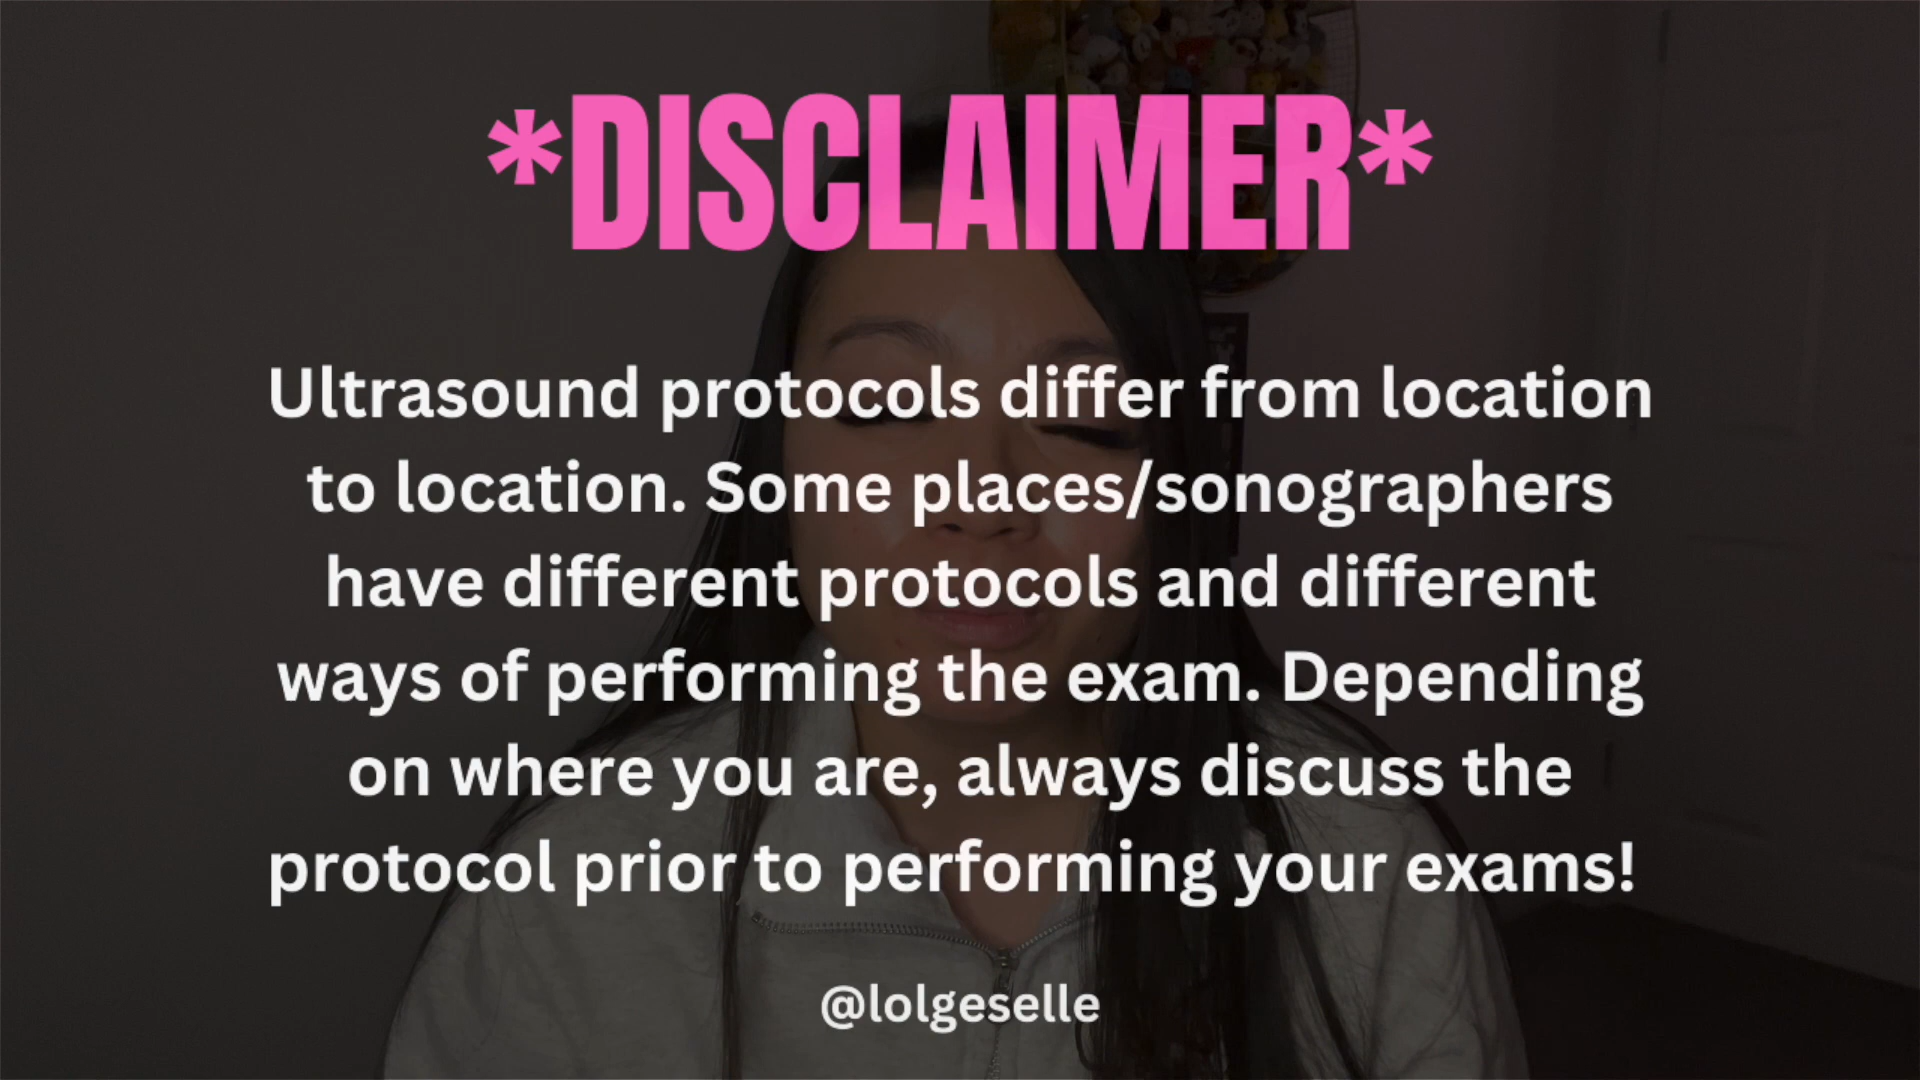 *DISCLAIMER*
Ultrasound protocols differ from location
to location. Some places/sonographers
have different protocols and different
ways of performing the exam. Depending
on where you are, always discuss the
protocol prior to performing your exams!
@lolgeselle